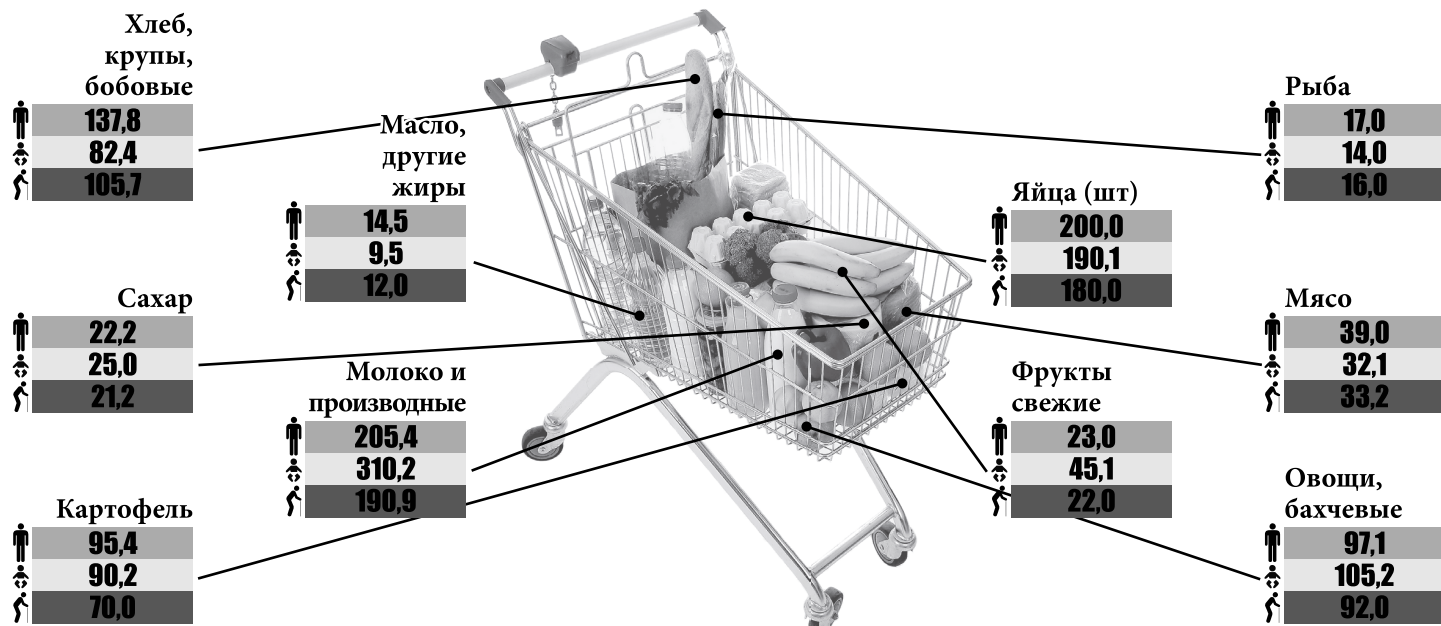 Хлеб,
крупы,
бобовые
137,8
82,4
105,7
Масло,
другие
жиры
14,5
9,5
12,0
Сахар
22,2
25,0
21,2
Молоко и
производные
205,4
310,2
190,9
Картофель
95,4
90,2
70,0
Рыба
17,0
14,0
16,0
Яйца (шт)
200,0
190,1
180,0
Мясо
39,0
32,1
33,2
Фрукты
свежие
23,0
45,1
22,0
Овощи,
бахчевые
97,1
105,2
92,0